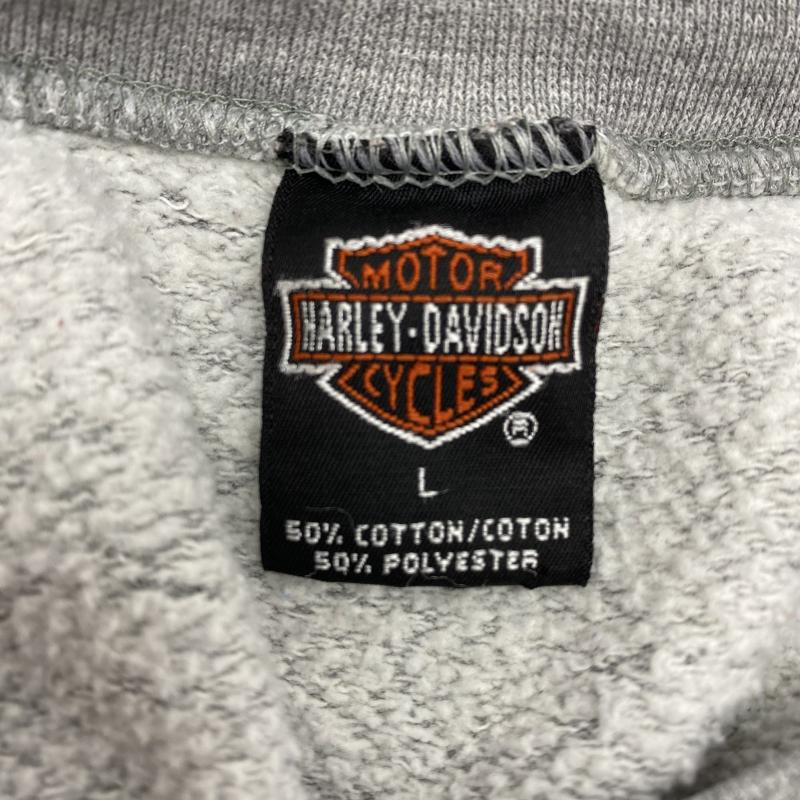 MOTOR
HARLEY-DAVIDSON
CYCLES
®
L
50% COTTON/COTON
50% POLYESTER